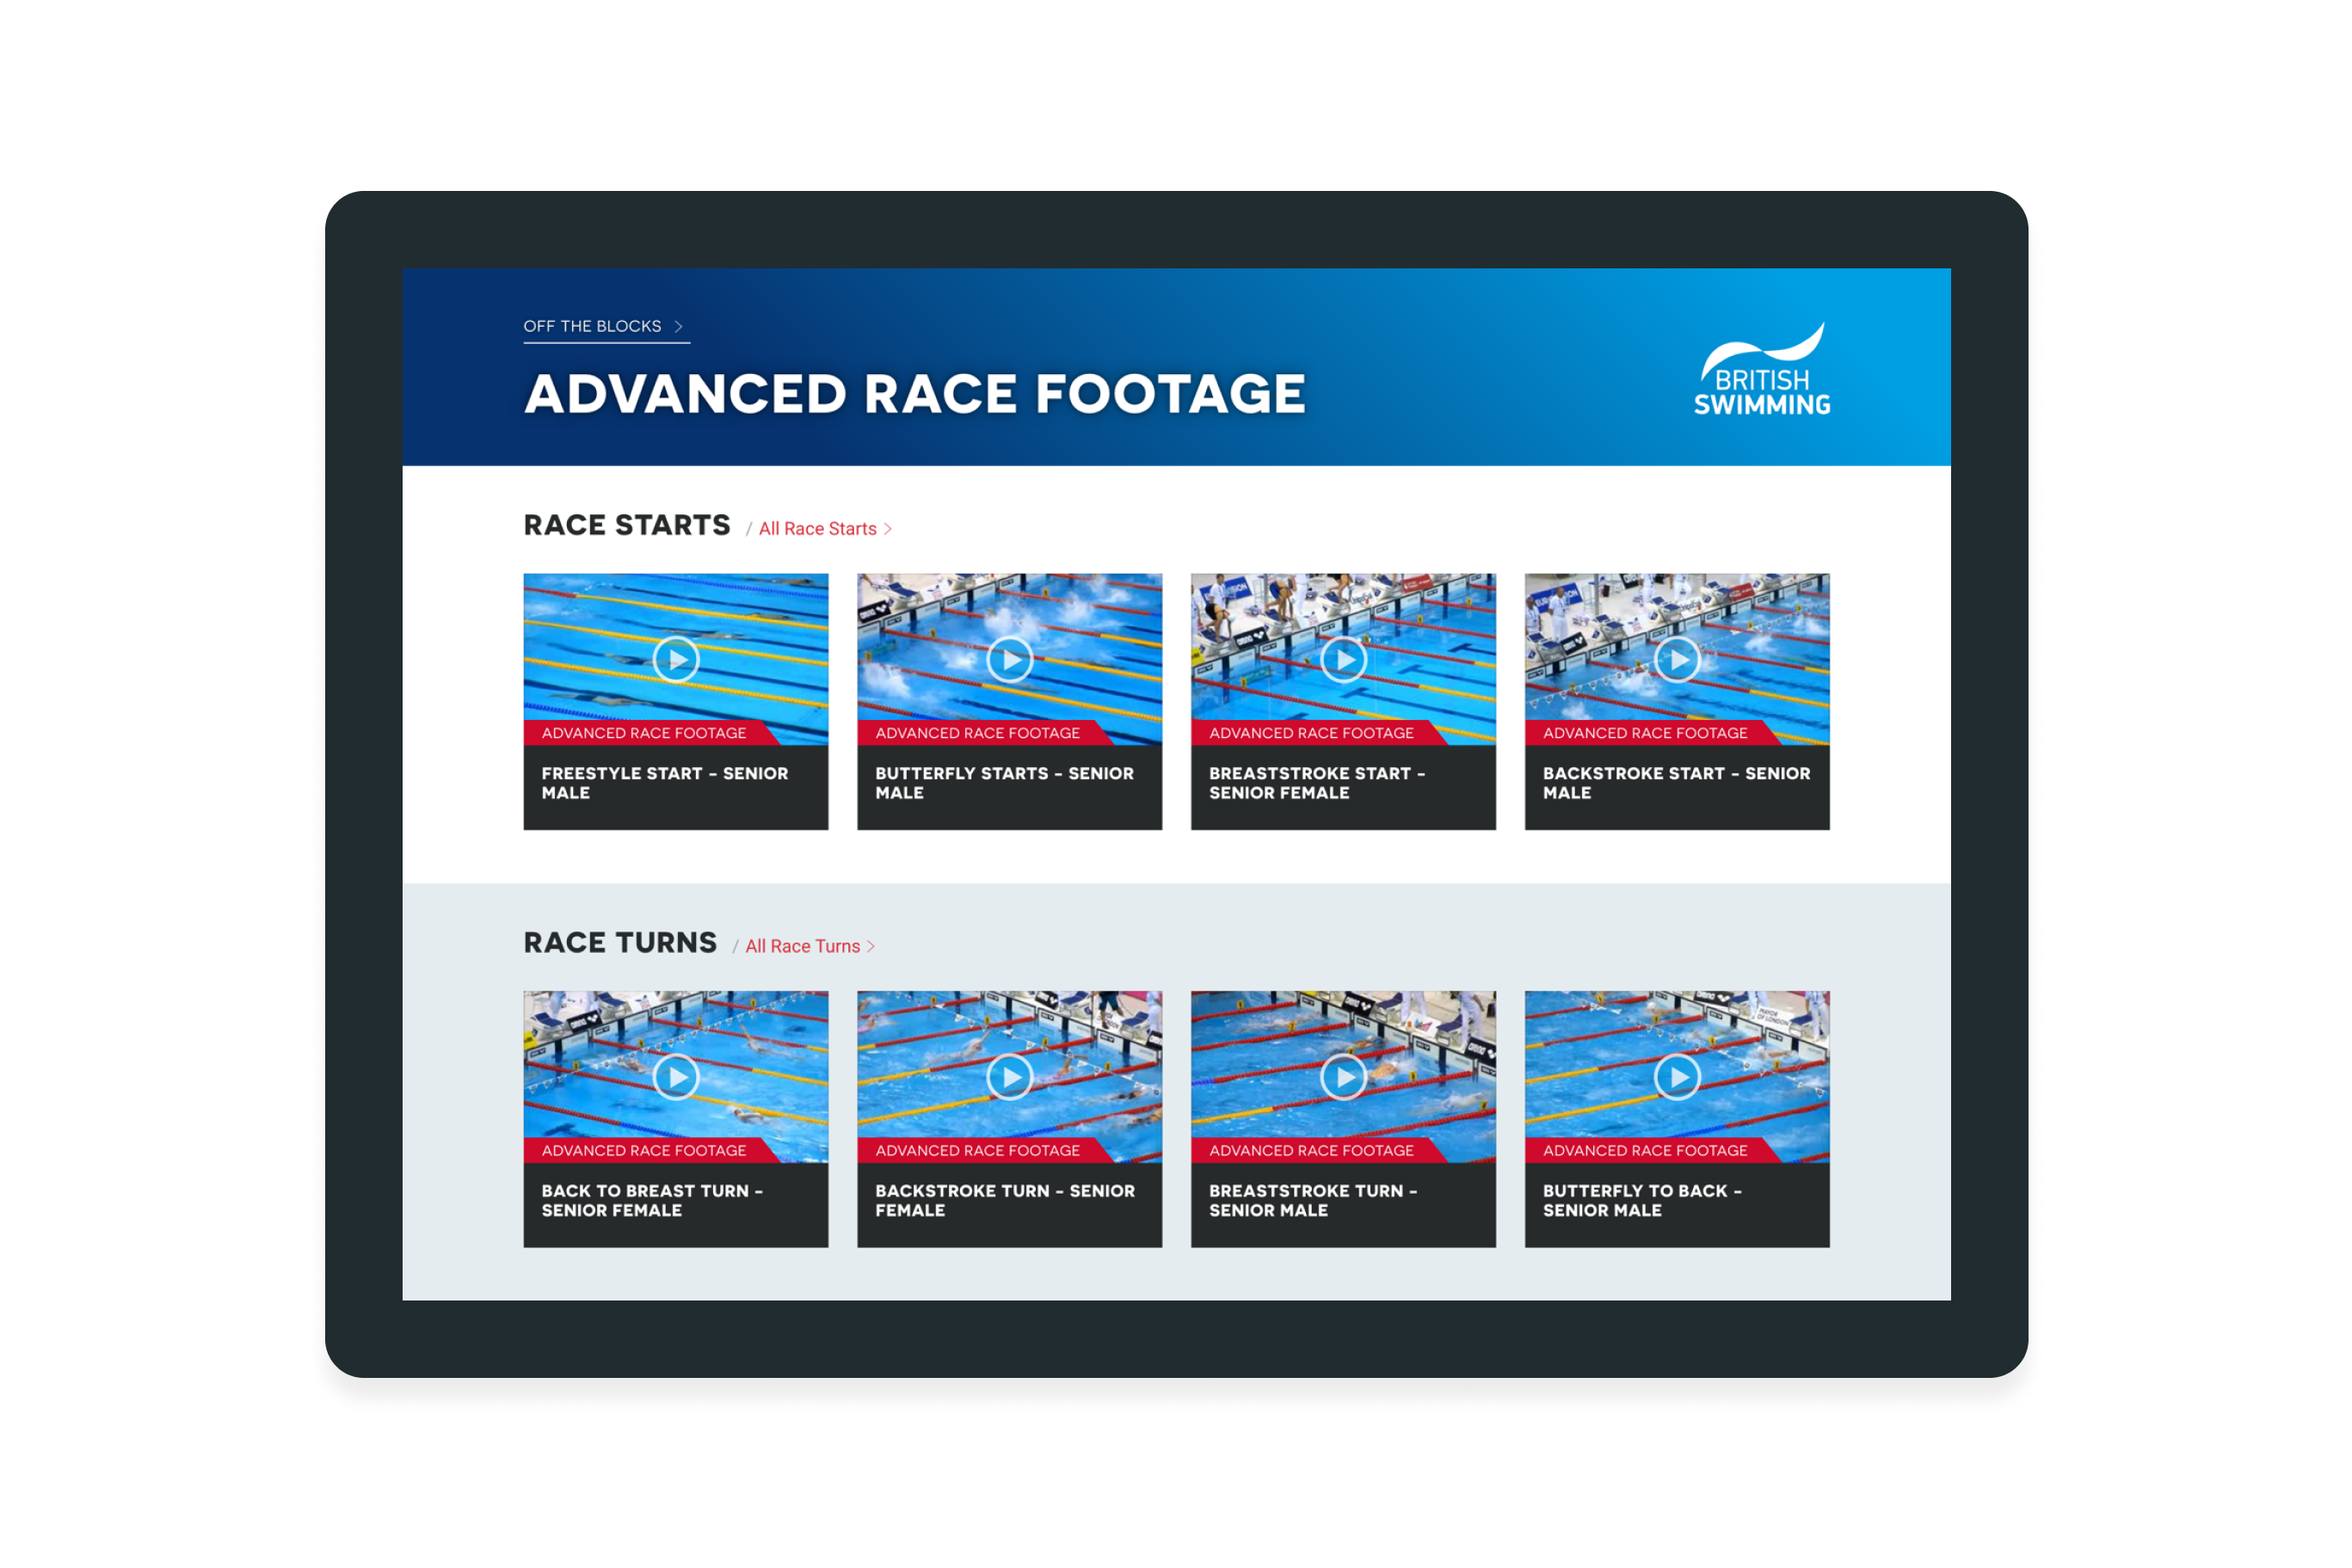 OFF THE BLOCKS
ADVANCED RACE FOOTAGE
BRITISH
SWIMMING
RACE STARTS / All Race Starts
ADVANCED RACE FOOTAGE
FREESTYLE START – SENIOR
MALE
ADVANCED RACE FOOTAGE
BUTTERFLY STARTS – SENIOR
MALE
ADVANCED RACE FOOTAGE
BREASTSTROKE START –
SENIOR FEMALE
ADVANCED RACE FOOTAGE
BACKSTROKE START – SENIOR
MALE
RACE TURNS / All Race Turns
ADVANCED RACE FOOTAGE
BACK TO BREAST TURN –
SENIOR FEMALE
ADVANCED RACE FOOTAGE
BACKSTROKE TURN – SENIOR
FEMALE
ADVANCED RACE FOOTAGE
BREASTSTROKE TURN –
SENIOR MALE
MAYOR
OF LONDON
ADVANCED RACE FOOTAGE
BUTTERFLY TO BACK –
SENIOR MALE